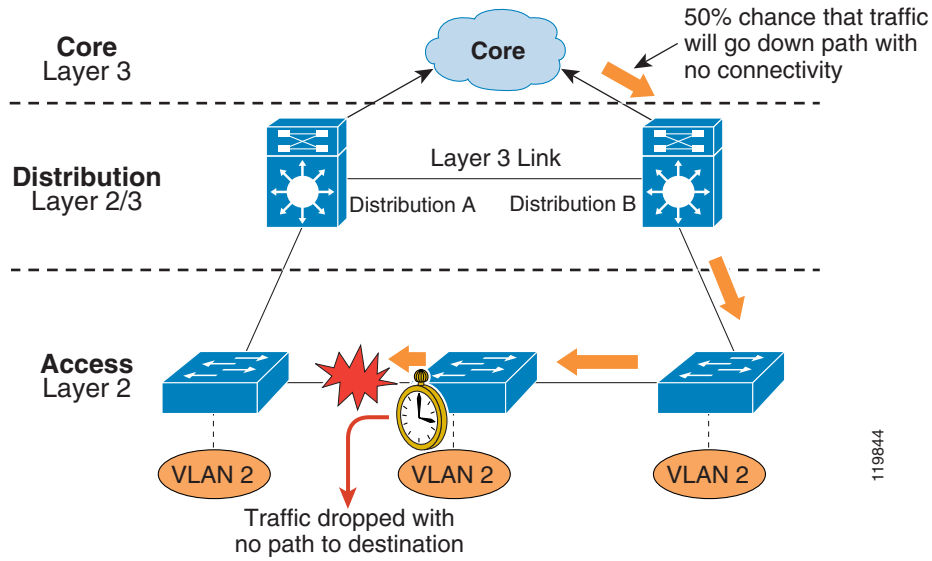 Core
Layer 3
Core
50% chance that traffic
will go down path with
no connectivity
Distribution
Layer 2/3
Layer 3 Link
Distribution A
Distribution B
Access
Layer 2
VLAN 2
VLAN 2
VLAN 2
Traffic dropped with
no path to destination
119844